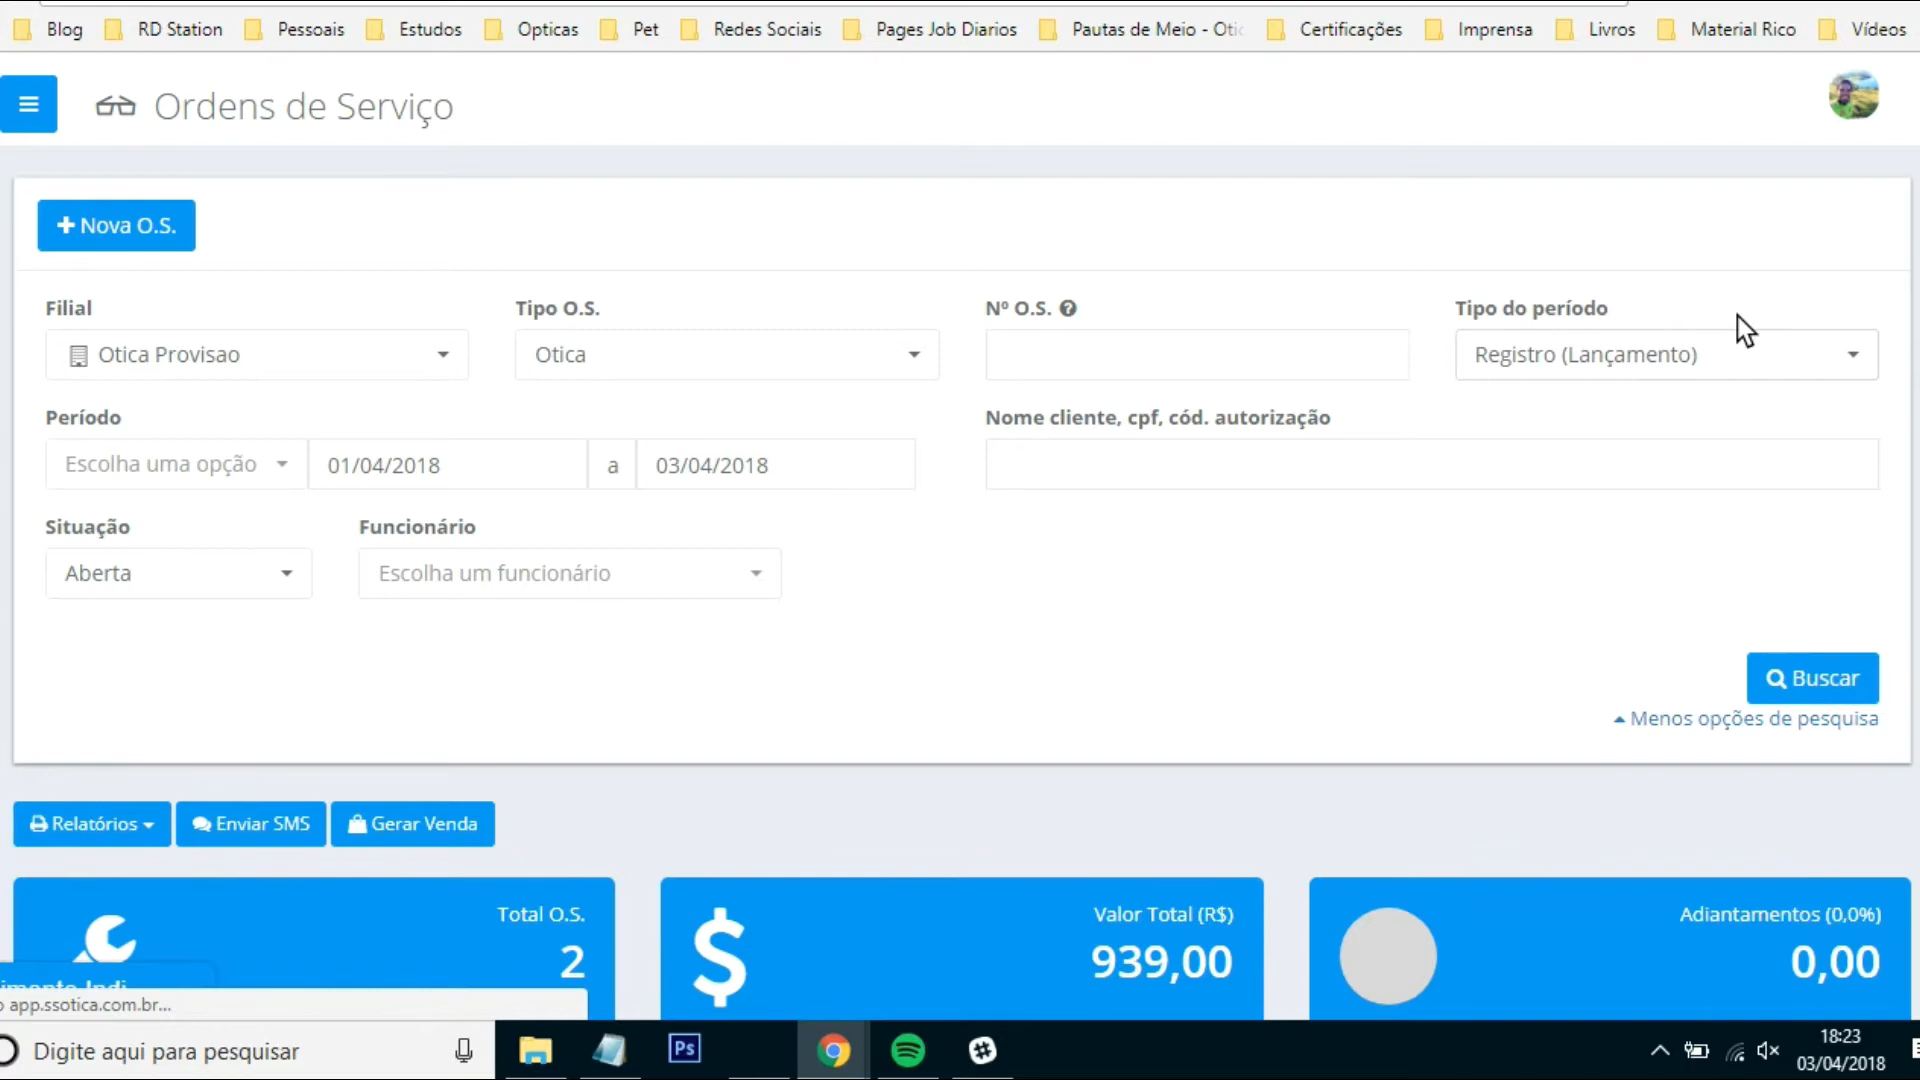 Blog RD Station Pessoais Estudos Opticas Pet Redes Sociais Pages Job Diarios Pautas de Meio - Otic Certificações Imprensa Livros Material Rico Vídeos
Ordens de Serviço
Nova O.S.
Filial Tipo O.S. Nº O.S. Tipo do período
Otica Provisao Otica Registro (Lançamento)
Período Nome cliente, cpf, cód. autorização
Escolha uma opção 01/04/2018 a 03/04/2018
Situação Funcionário
Aberta Escolha um funcionário
Buscar
Menos opções de pesquisa
Relatórios Enviar SMS Gerar Venda
Total O.S. Valor Total (R$) Adiantamentos (0,0%)
2 939,00 0,00
app.ssotica.com.br...
Digite aqui para pesquisar Ps 18:23
03/04/2018